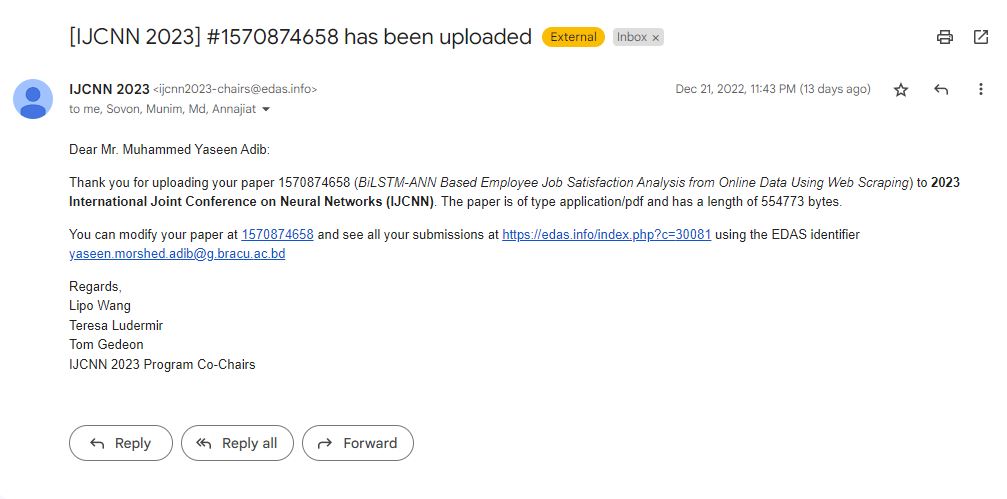 [IJCNN 2023] #1570874658 has been uploaded External Inbox ×
IJCNN 2023 <ijcnn2023-chairs@edas.info> Dec 21, 2022, 11:43 PM (13 days ago)
to me, Sovon, Munim, Md, Annajiat
Dear Mr. Muhammed Yaseen Adib:
Thank you for uploading your paper 1570874658 (BiLSTM-ANN Based Employee Job Satisfaction Analysis from Online Data Using Web Scraping) to 2023
International Joint Conference on Neural Networks (IJCNN). The paper is of type application/pdf and has a length of 554773 bytes.
You can modify your paper at 1570874658 and see all your submissions at https://edas.info/index.php?c=30081 using the EDAS identifier
yaseen.morshed.adib@g.bracu.ac.bd
Regards,
Lipo Wang
Teresa Ludermir
Tom Gedeon
IJCNN 2023 Program Co-Chairs
Reply Reply all Forward